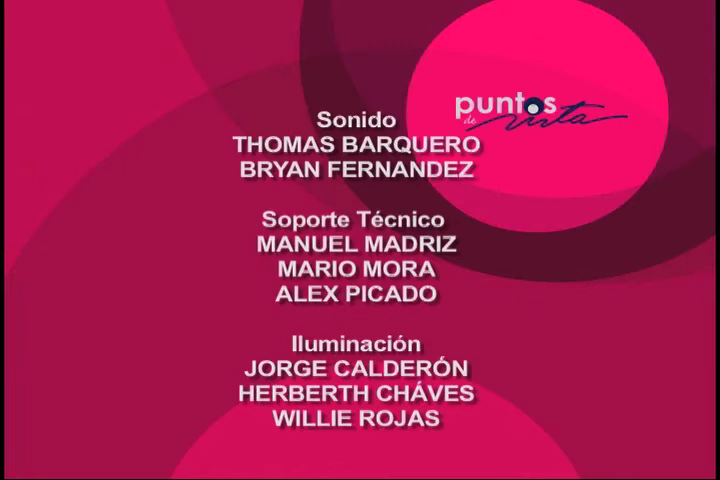 puntos
de vista
Sonido
THOMAS BARQUERO
BRYAN FERNANDEZ
Soporte Técnico
MANUEL MADRIZ
MARIO MORA
ALEX PICADO
Iluminación
JORGE CALDERÓN
HERBERTH CHÁVES
WILLIE ROJAS